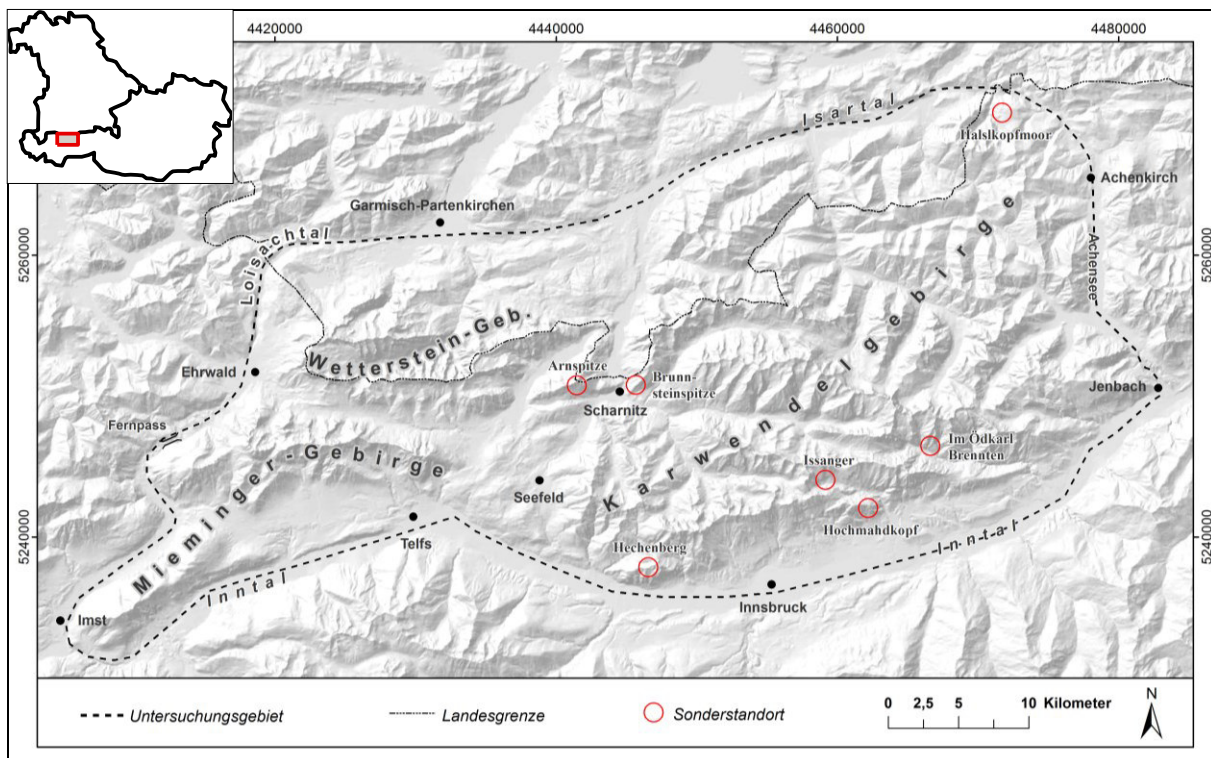 4420000
4440000
4460000
4480000
Isartal
Halslkopfmoor
Achenkirch
Garmisch-Partenkirchen
Loisachtal
5260000
5260000
Achensee
Wetterstein-Geb.
Karwendelgebirge
Ehrwald
Arnspitze
Brunn-
steinspitze
Scharnitz
Jenbach
Fernpass
Mieminger-Gebirge
Im Ödkarl
Brennten
Issanger
Seefeld
Hochmahdkopf
5240000
Telfs
Hechenberg
Inntal
5240000
Inntal
Innsbruck
Imst
Untersuchungsgebiet
Landesgrenze
Sonderstandort
0 2,5 5 10 Kilometer
N